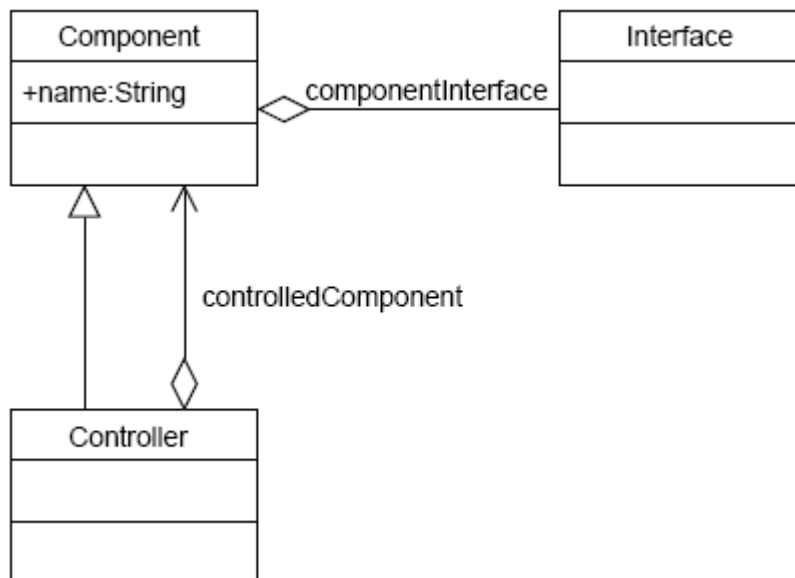 Component
Interface
+name:String
componentInterface
controlledComponent
Controller